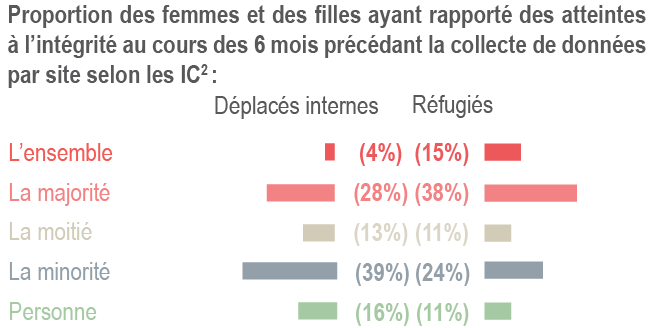 Proportion des femmes et des filles ayant rapporté des atteintes
à l’intégrité au cours des 6 mois précédant la collecte de données
par site selon les IC² :
Déplacés internes Réfugiés
L’ensemble (4%) (15%)
La majorité (28%) (38%)
La moitié (13%) (11%)
La minorité (39%) (24%)
Personne (16%) (11%)